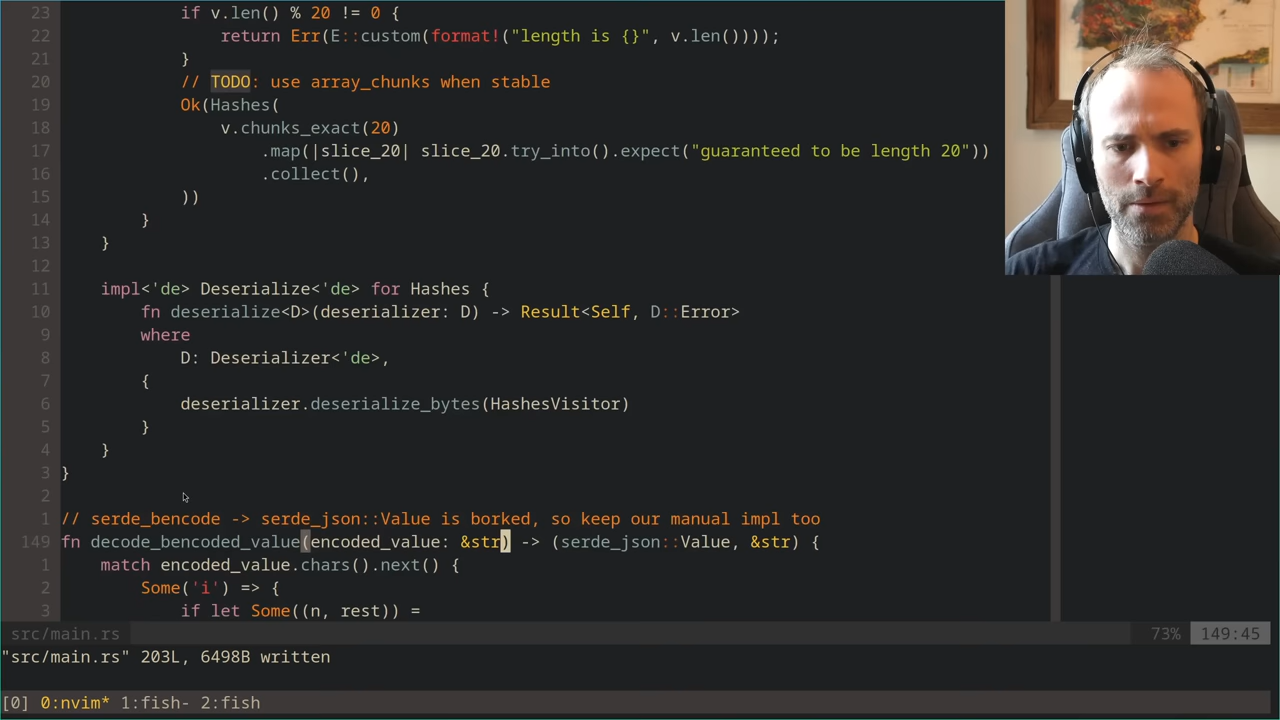 23 if v.len() % 20 != 0 {
22 return Err(E::custom(format!("length is {}", v.len())));
21 }
20 // TODO: use array_chunks when stable
19 Ok(Hashes(
18 v.chunks_exact(20)
17 .map(|slice_20| slice_20.try_into().expect("guaranteed to be length 20"))
16 .collect(),
15 ))
14 }
13 }
12
11 impl<'de> Deserialize<'de> for Hashes {
10 fn deserialize<D>(deserializer: D) -> Result<Self, D::Error>
9 where
8 D: Deserializer<'de>,
7 {
6 deserializer.deserialize_bytes(HashesVisitor)
5 }
4 }
3 }
2
1 // serde_bencode -> serde_json::Value is borked, so keep our manual impl too
149 fn decode_bencoded_value(encoded_value: &str) -> (serde_json::Value, &str) {
1 match encoded_value.chars().next() {
2 Some('i') => {
3 if let Some((n, rest)) =
src/main.rs 73% 149:45
"src/main.rs" 203L, 6498B written
[0] 0:nvim* 1:fish- 2:fish